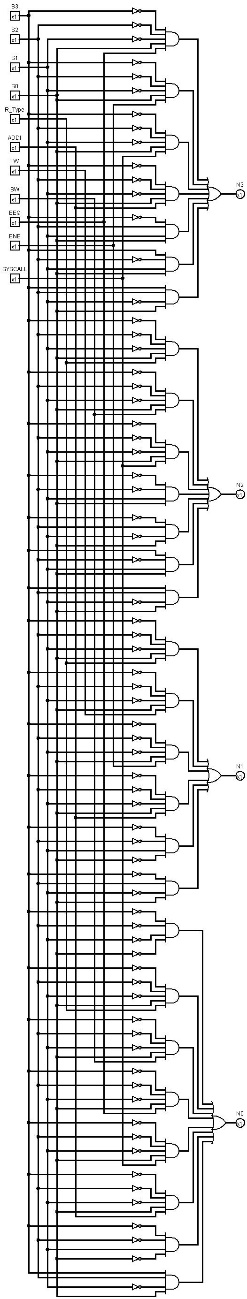 S3
S2
S1
S0
R_Type
ADDI
LW
SW
BEQ
BNE
SYSCALL
N3
N2
N1
N0